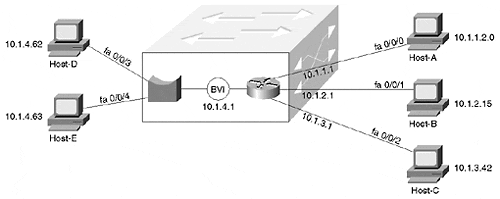 10.1.4.62
Host-D
fa 0/0/3
10.1.4.63
Host-E
fa 0/0/4
BVI
10.1.4.1
10.1.1.1
10.1.2.1
10.1.3.1
fa 0/0/0
10.1.1.2.0
Host-A
fa 0/0/1
10.1.2.15
Host-B
fa 0/0/2
10.1.3.42
Host-C